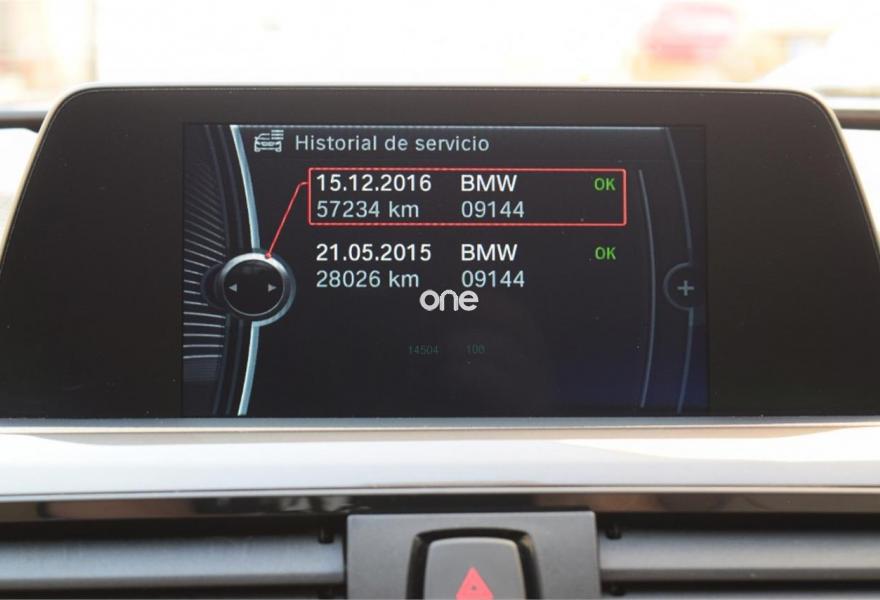 Historial de servicio
15.12.2016 BMW OK
57234 km 09144
21.05.2015 BMW OK
28026 km 09144
one
14504 100